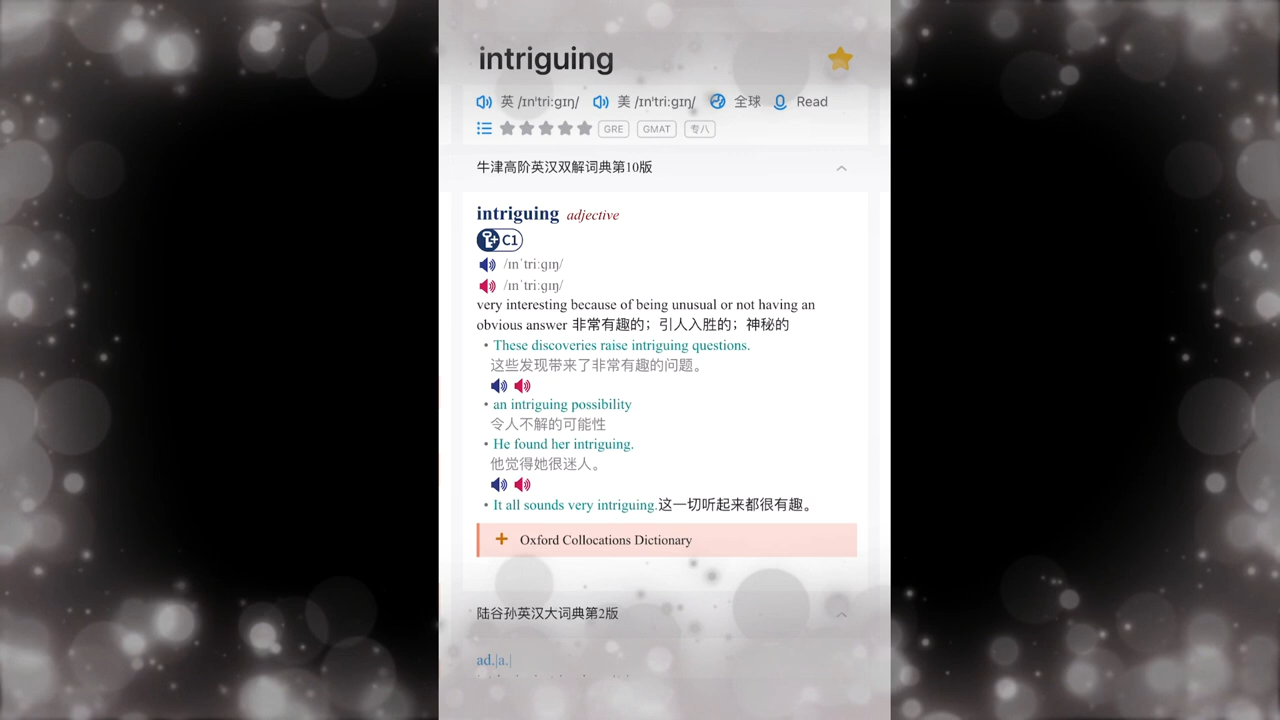 intriguing
英 /ɪn'triːɡɪŋ/ 美 /ɪn'triːɡɪŋ/ 全球 Read
GRE GMAT 专八
牛津高阶英汉双解词典第10版
intriguing adjective
C1
/ɪnˈtriːɡɪŋ/
/ɪnˈtriːɡɪŋ/
very interesting because of being unusual or not having an
obvious answer 非常有趣的；引人入胜的；神秘的
• These discoveries raise intriguing questions.
这些发现带来了非常有趣的问题。
• an intriguing possibility
令人不解的可能性
• He found her intriguing.
他觉得她很迷人。
• It all sounds very intriguing.这一切听起来都很有趣。
+ Oxford Collocations Dictionary
陆谷孙英汉大词典第2版
ad.|a.|